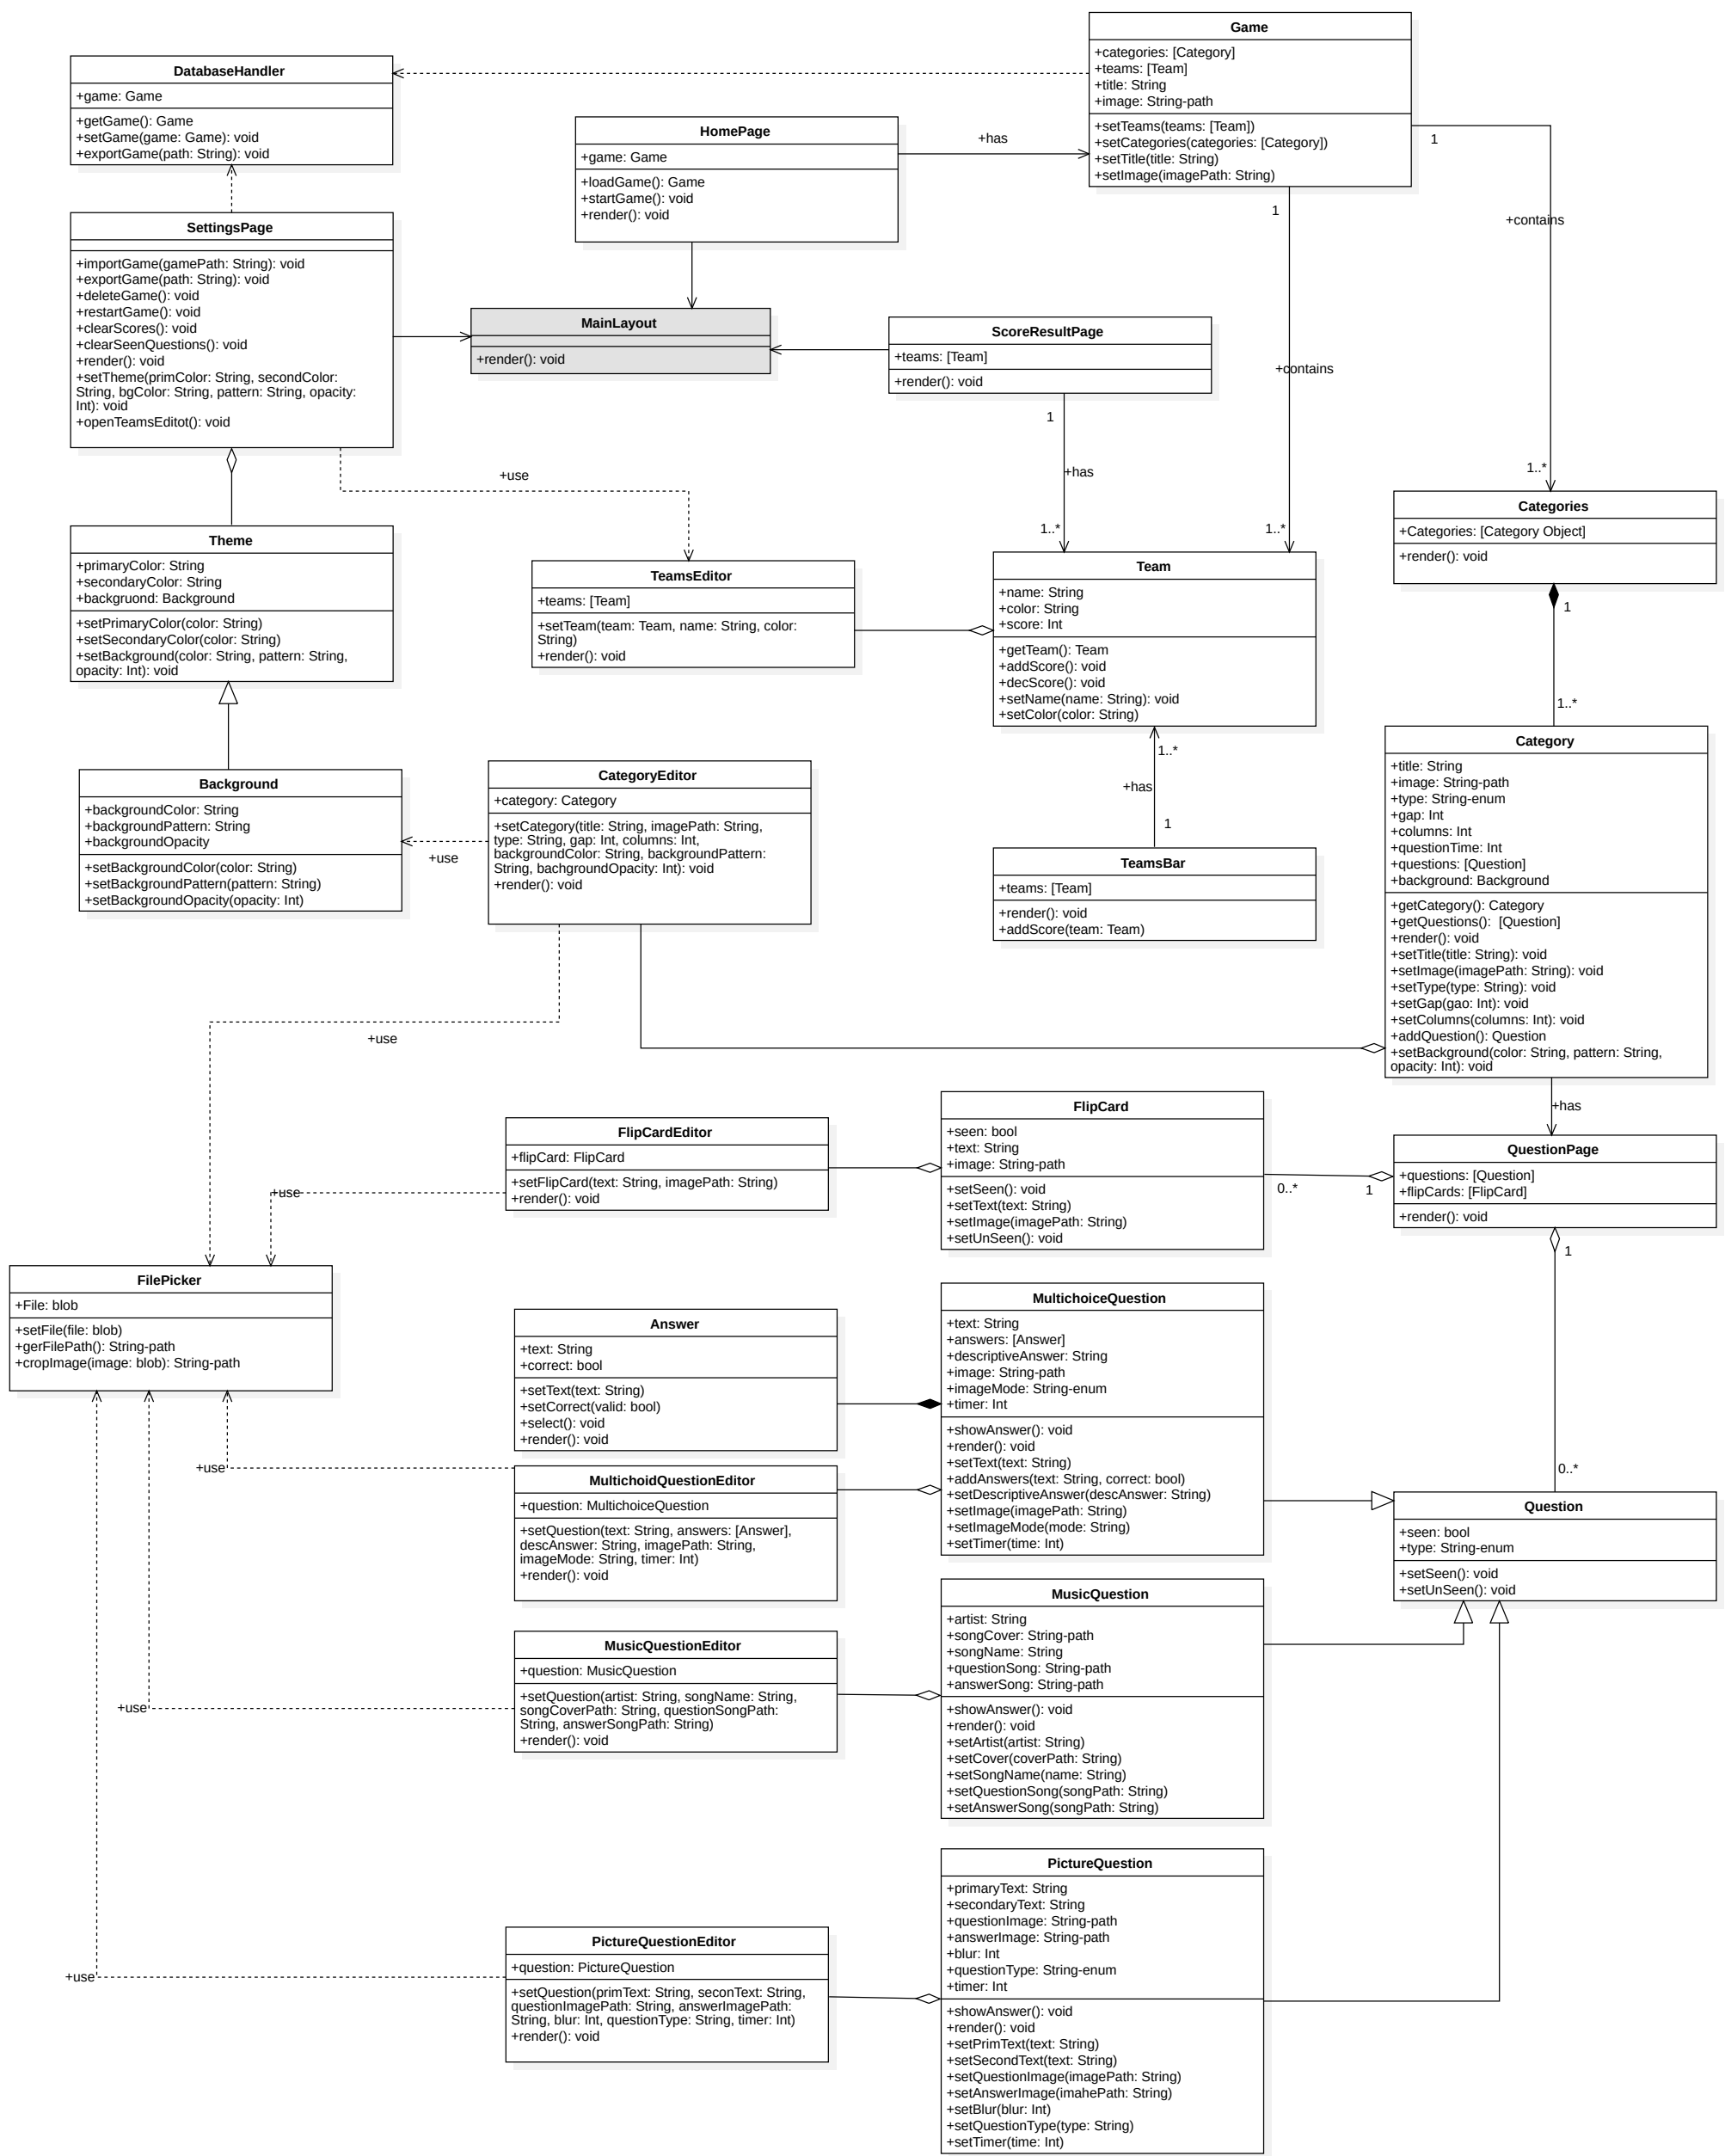 Game
+categories: [Category]
+teams: [Team]
+title: String
+image: String-path
+setTeams(teams: [Team])
+setCategories(categories: [Category])
+setTitle(title: String)
+setImage(imagePath: String)
DatabaseHandler
+game: Game
+getGame(): Game
+setGame(game: Game): void
+exportGame(path: String): void
HomePage
+game: Game
+loadGame(): Game
+startGame(): void
+render(): void
+has
1
1
+contains
+contains
SettingsPage
+importGame(gamePath: String): void
+exportGame(path: String): void
+deleteGame(): void
+restartGame(): void
+clearScores(): void
+clearSeenQuestions(): void
+render(): void
+setTheme(primColor: String, secondColor:
String, bgColor: String, pattern: String, opacity:
Int): void
+openTeamsEditot(): void
MainLayout
+render(): void
ScoreResultPage
+teams: [Team]
+render(): void
1
+has
1..*
1..*
1..*
+use
Categories
+Categories: [Category Object]
+render(): void
1
1..*
Theme
+primaryColor: String
+secondaryColor: String
+backgruond: Background
+setPrimaryColor(color: String)
+setSecondaryColor(color: String)
+setBackground(color: String, pattern: String,
opacity: Int): void
TeamsEditor
+teams: [Team]
+setTeam(team: Team, name: String, color:
String)
+render(): void
Team
+name: String
+color: String
+score: Int
+getTeam(): Team
+addScore(): void
+decScore(): void
+setName(name: String): void
+setColor(color: String)
1..*
+has
1
Background
+backgroundColor: String
+backgroundPattern: String
+backgroundOpacity
+setBackgroundColor(color: String)
+setBackgroundPattern(pattern: String)
+setBackgroundOpacity(opacity: Int)
+use
CategoryEditor
+category: Category
+setCategory(title: String, imagePath: String,
type: String, gap: Int, columns: Int,
backgroundColor: String, backgroundPattern:
String, bachgroundOpacity: Int): void
+render(): void
TeamsBar
+teams: [Team]
+render(): void
+addScore(team: Team)
Category
+title: String
+image: String-path
+type: String-enum
+gap: Int
+columns: Int
+questionTime: Int
+questions: [Question]
+background: Background
+getCategory(): Category
+getQuestions():  [Question]
+render(): void
+setTitle(title: String): void
+setImage(imagePath: String): void
+setType(type: String): void
+setGap(gao: Int): void
+setColumns(columns: Int): void
+addQuestion(): Question
+setBackground(color: String, pattern: String,
opacity: Int): void
+use
+has
FlipCardEditor
+flipCard: FlipCard
+setFlipCard(text: String, imagePath: String)
+render(): void
+use
FlipCard
+seen: bool
+text: String
+image: String-path
+setSeen(): void
+setText(text: String)
+setImage(imagePath: String)
+setUnSeen(): void
0..*
1
QuestionPage
+questions: [Question]
+flipCards: [FlipCard]
+render(): void
1
0..*
FilePicker
+File: blob
+setFile(file: blob)
+gerFilePath(): String-path
+cropImage(image: blob): String-path
Answer
+text: String
+correct: bool
+setText(text: String)
+setCorrect(valid: bool)
+select(): void
+render(): void
MultichoiceQuestion
+text: String
+answers: [Answer]
+descriptiveAnswer: String
+image: String-path
+imageMode: String-enum
+timer: Int
+showAnswer(): void
+render(): void
+setText(text: String)
+addAnswers(text: String, correct: bool)
+setDescriptiveAnswer(descAnswer: String)
+setImage(imagePath: String)
+setImageMode(mode: String)
+setTimer(time: Int)
+use
MultichoidQuestionEditor
+question: MultichoiceQuestion
+setQuestion(text: String, answers: [Answer],
descAnswer: String, imagePath: String,
imageMode: String, timer: Int)
+render(): void
Question
+seen: bool
+type: String-enum
+setSeen(): void
+setUnSeen(): void
MusicQuestionEditor
+question: MusicQuestion
+setQuestion(artist: String, songName: String,
songCoverPath: String, questionSongPath:
String, answerSongPath: String)
+render(): void
+use
MusicQuestion
+artist: String
+songCover: String-path
+songName: String
+questionSong: String-path
+answerSong: String-path
+showAnswer(): void
+render(): void
+setArtist(artist: String)
+setCover(coverPath: String)
+setSongName(name: String)
+setQuestionSong(songPath: String)
+setAnswerSong(songPath: String)
PictureQuestionEditor
+question: PictureQuestion
+setQuestion(primText: String, seconText: String,
questionImagePath: String, answerImagePath:
String, blur: Int, questionType: String, timer: Int)
+render(): void
+use
PictureQuestion
+primaryText: String
+secondaryText: String
+questionImage: String-path
+answerImage: String-path
+blur: Int
+questionType: String-enum
+timer: Int
+showAnswer(): void
+render(): void
+setPrimText(text: String)
+setSecondText(text: String)
+setQuestionImage(imagePath: String)
+setAnswerImage(imahePath: String)
+setBlur(blur: Int)
+setQuestionType(type: String)
+setTimer(time: Int)